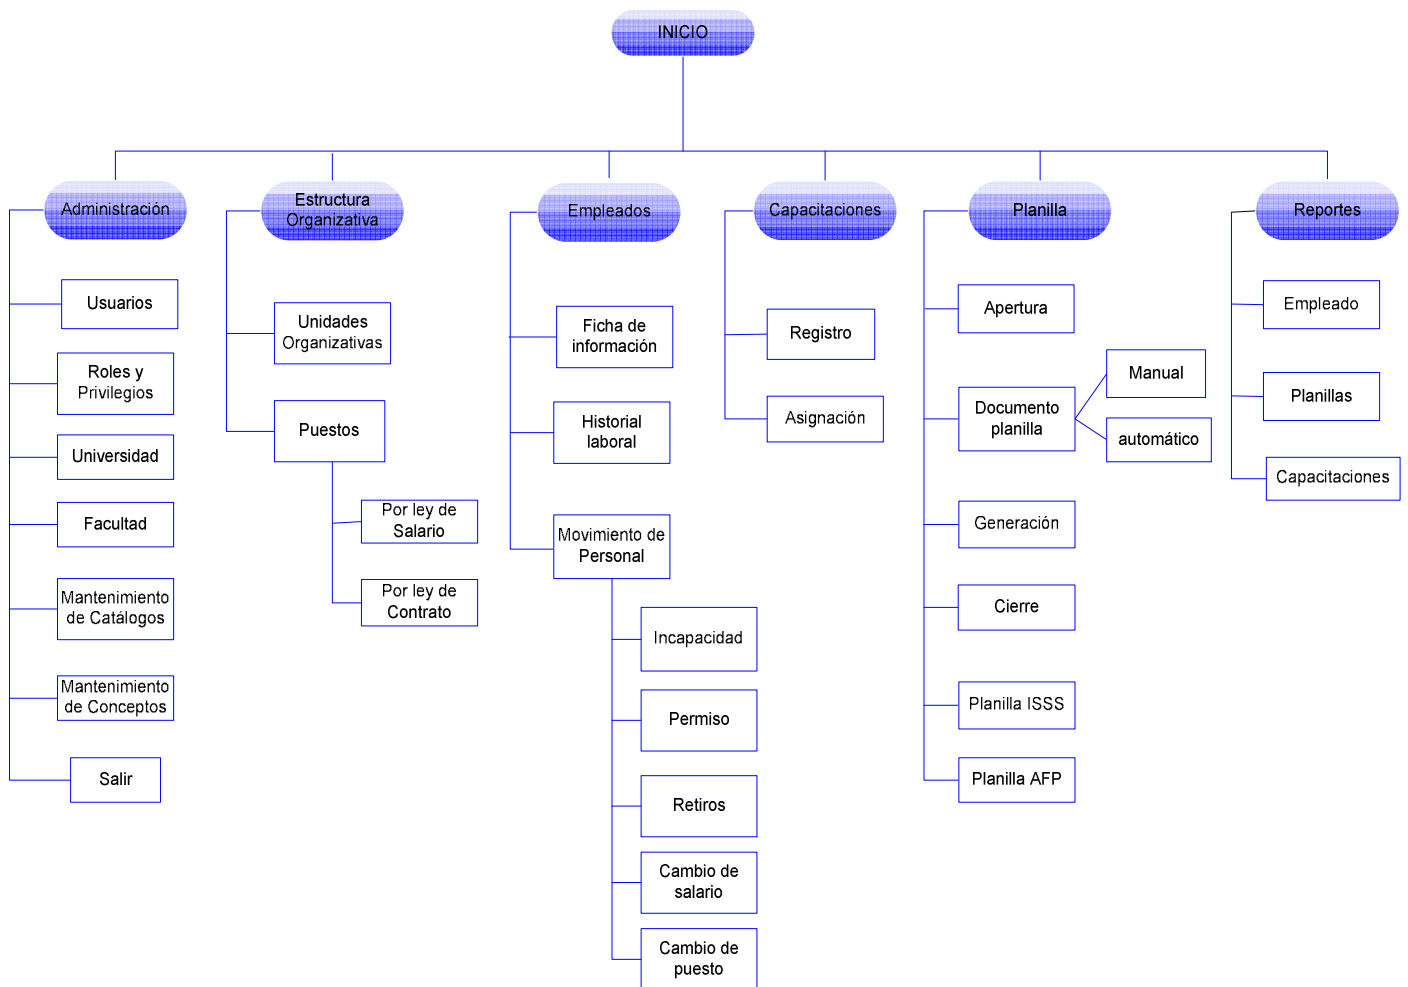 INICIO
Administración
Usuarios
Roles y
Privilegios
Universidad
Facultad
Mantenimiento
de Catálogos
Mantenimiento
de Conceptos
Salir
Estructura
Organizativa
Unidades
Organizativas
Puestos
Por ley de
Salario
Por ley de
Contrato
Empleados
Ficha de
información
Historial
laboral
Movimiento de
Personal
Incapacidad
Permiso
Retiros
Cambio de
salario
Cambio de
puesto
Capacitaciones
Registro
Asignación
Planilla
Apertura
Documento
planilla
Manual
automático
Generación
Cierre
Planilla ISSS
Planilla AFP
Reportes
Empleado
Planillas
Capacitaciones